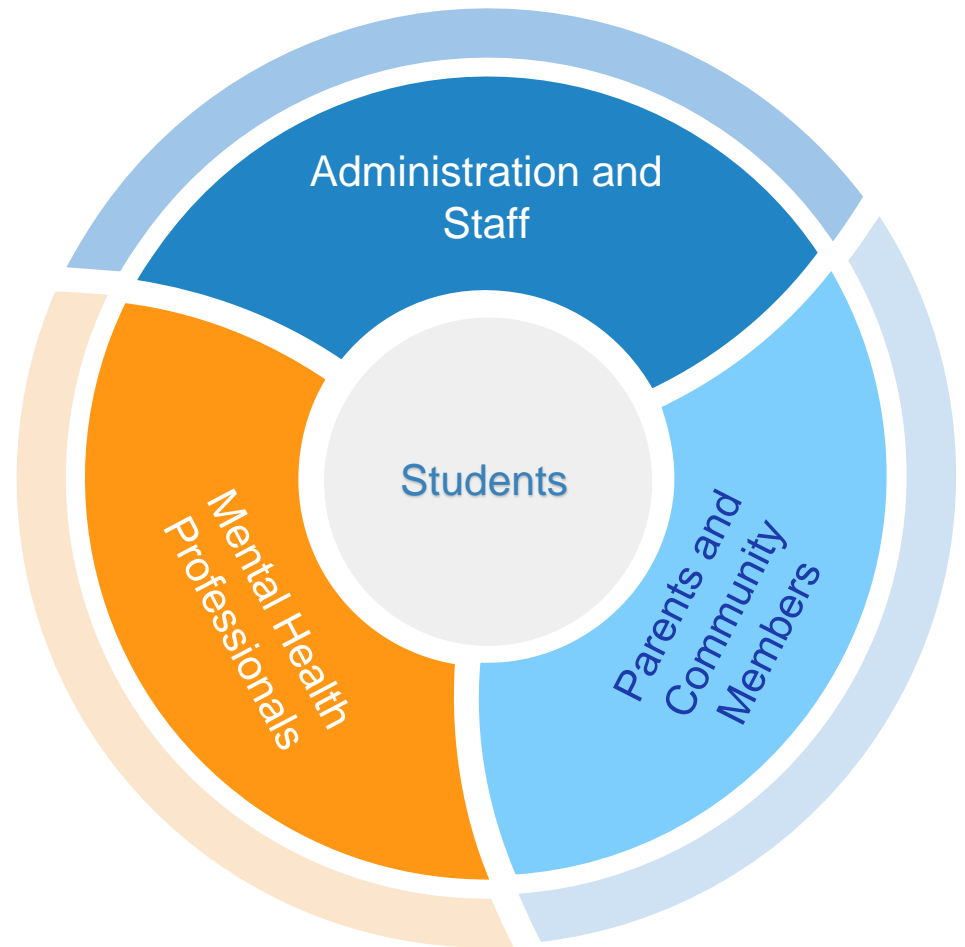 Administration and
Staff
Students
Mental Health
Professionals
Parents and
Community
Members